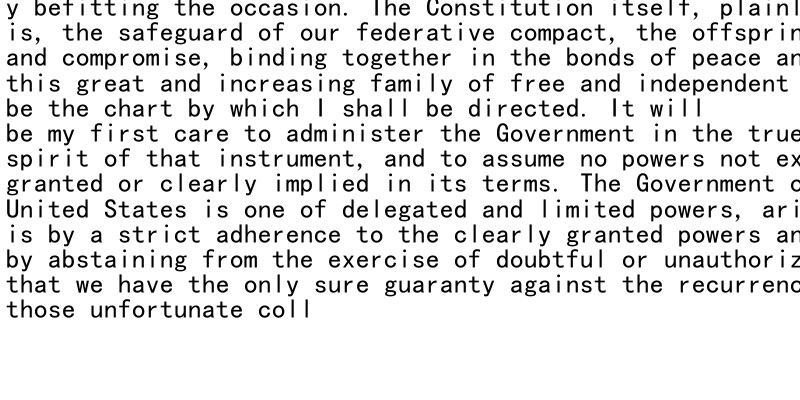 y befitting the occasion. The Constitution itself, plainl
is, the safeguard of our federative compact, the offsprin
and compromise, binding together in the bonds of peace an
this great and increasing family of free and independent
be the chart by which I shall be directed. It will
be my first care to administer the Government in the true
spirit of that instrument, and to assume no powers not ex
granted or clearly implied in its terms. The Government o
United States is one of delegated and limited powers, ari
is by a strict adherence to the clearly granted powers an
by abstaining from the exercise of doubtful or unauthoriz
that we have the only sure guaranty against the recurrenc
those unfortunate coll